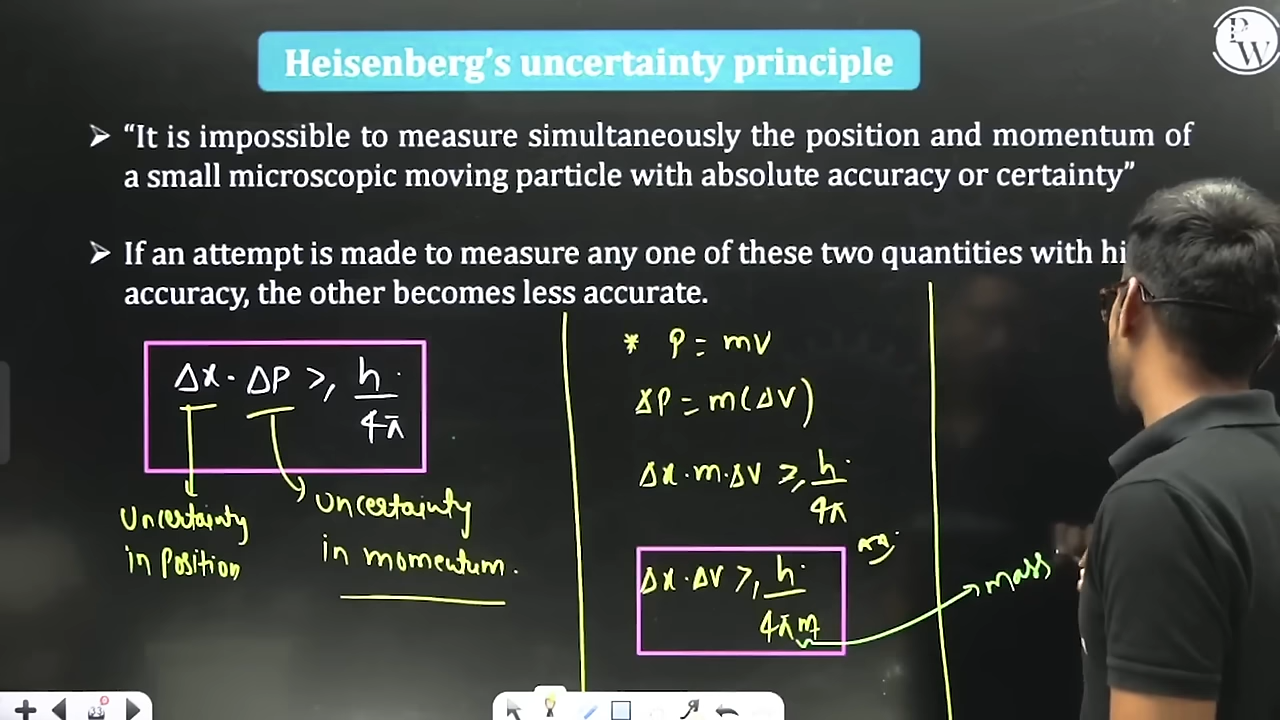 Heisenberg's uncertainty principle
PW
➤ "It is impossible to measure simultaneously the position and momentum of
a small microscopic moving particle with absolute accuracy or certainty"
➤ If an attempt is made to measure any one of these two quantities with hi
accuracy, the other becomes less accurate.
Δx · ΔP ≥ h/4π
Uncertainty
in Position
Uncertainty
in momentum.
* P = mv
ΔP = m(ΔV)
Δx·m·ΔV ≥ h/4π
Δx·ΔV ≥ h/4πm
mass
33